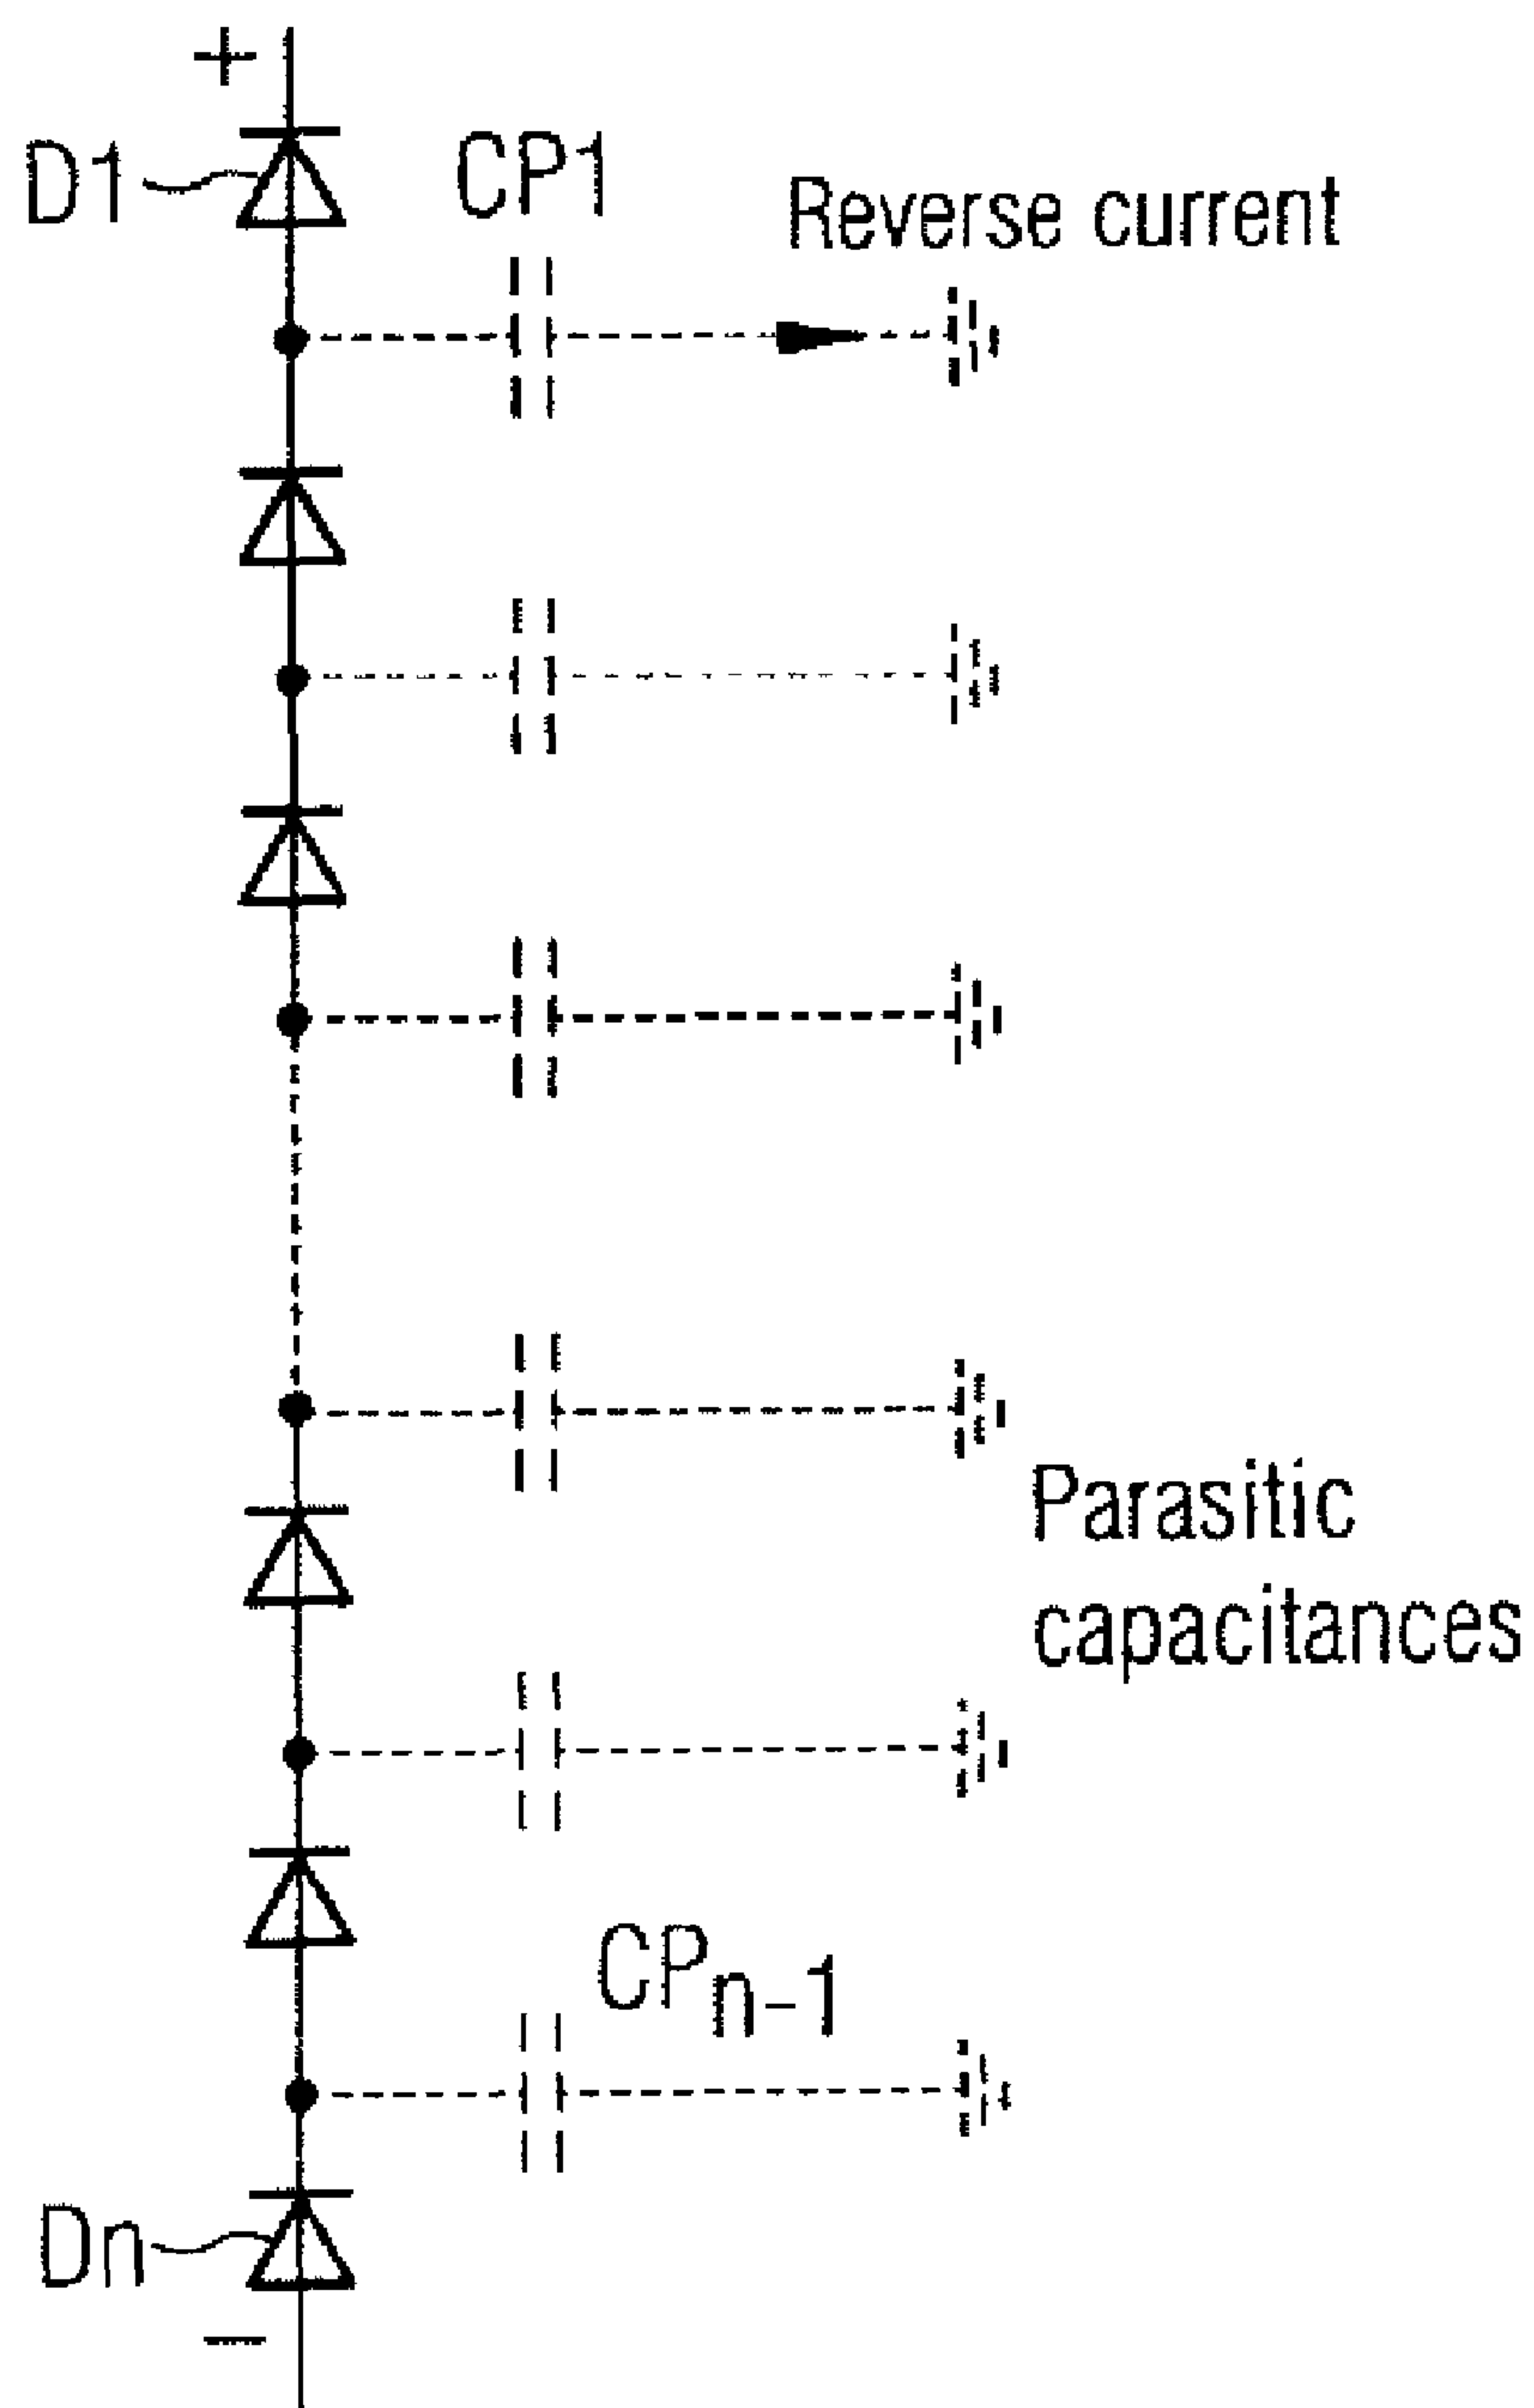 +
D1
CP1
Reverse current
Parasitic
capacitances
CPn-1
Dn
−